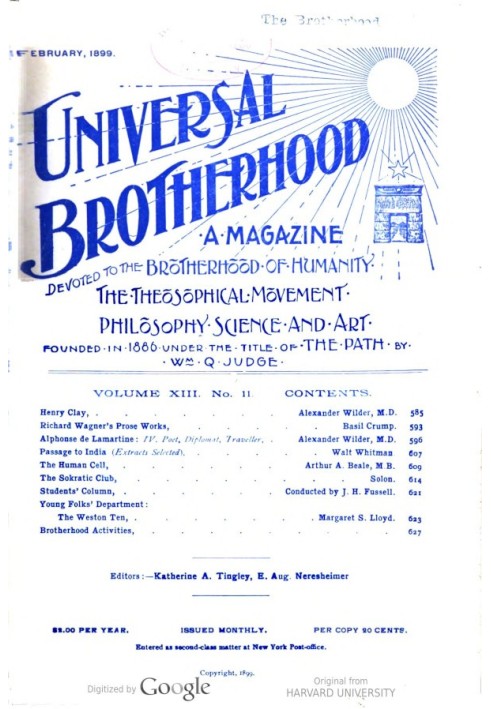 The Brotherhood
FEBRUARY, 1899.
UNIVERSAL
BROTHERHOOD
·A·MAGAZINE
DEVOTED TO THE BROTHERHOOD·OF·HUMANITY·
THE·THEOSOPHICAL·MOVEMENT·
PHILOSOPHY·SCIENCE·AND·ART·
FOUNDED·IN·1886·UNDER·THE·TITLE·OF·THE·PATH·BY·
·WM·Q·JUDGE·
VOLUME XIII. No. 11. CONTENTS.
Henry Clay, . . . . . . . Alexander Wilder, M.D. 585
Richard Wagner's Prose Works, . . . . . . Basil Crump. 593
Alphonse de Lamartine: IV. Poet, Diplomat, Traveller, . Alexander Wilder, M.D. 596
Passage to India (Extracts Selected), . . . . . Walt Whitman 607
The Human Cell, . . . . . . . Arthur A. Beale, M.B. 609
The Sokratic Club, . . . . . . . Solon. 614
Students' Column, . . . . . . Conducted by J. H. Fussell. 621
Young Folks' Department:
The Weston Ten, . . . . . . . Margaret S. Lloyd. 623
Brotherhood Activities, . . . . . . . 627
Editors:—Katherine A. Tingley, E. Aug. Neresheimer
$2.00 PER YEAR. ISSUED MONTHLY. PER COPY 20 CENTS.
Entered as second-class matter at New York Post-office.
Copyright, 1899.
Digitized by Google
Original from
HARVARD UNIVERSITY